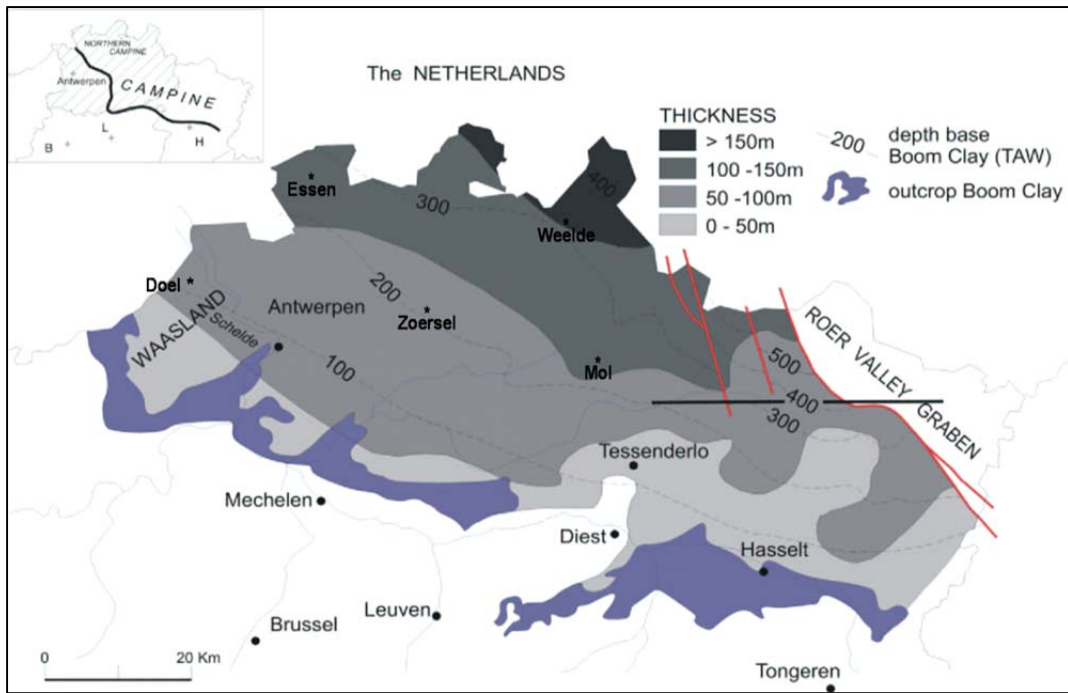 NORTHERN
CAMPINE
Antwerpen
CAMPINE
B
L
H
The NETHERLANDS
THICKNESS
> 150m
100 -150m
50 -100m
0 - 50m
200 depth base
Boom Clay (TAW)
outcrop Boom Clay
Essen
300
400
Weelde
Doel
200
Antwerpen
Zoersel
WAASLAND
Schelde
100
Mol
500
400
300
ROER VALLEY GRABEN
Tessenderlo
Mechelen
Diest
Hasselt
Leuven
Brussel
0 20 Km
Tongeren